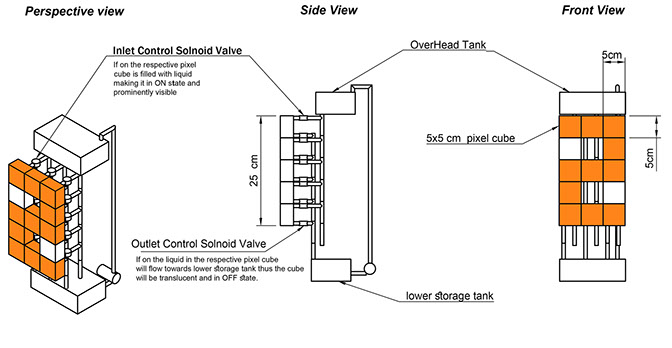 Perspective view
Side View
Front View
Inlet Control Solnoid Valve
If on the respective pixel
cube is filled with liquid
making it in ON state and
prominently visible
OverHead Tank
5cm
5x5 cm pixel cube
5cm
25 cm
Outlet Control Solnoid Valve
If on the liquid in the respective pixel cube
will flow towards lower storage tank thus the cube
will be translucent and in OFF state.
lower storage tank